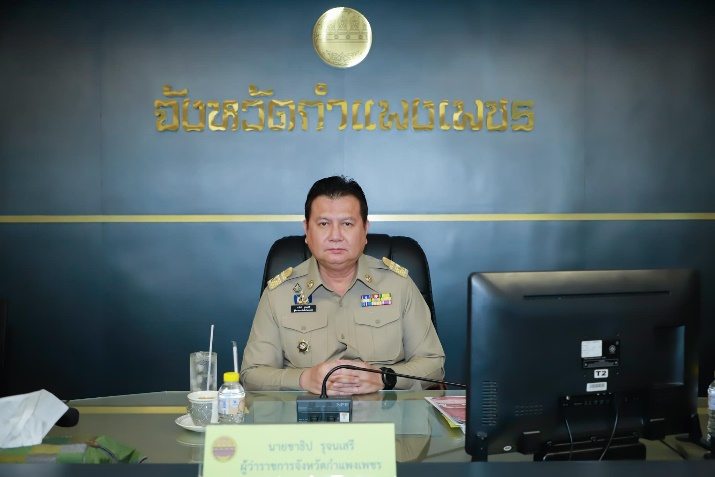 จังหวัดกำแพงเพชร
T2
นายชาธิป รุจนเสรี
ผู้ว่าราชการจังหวัดกำแพงเพชร